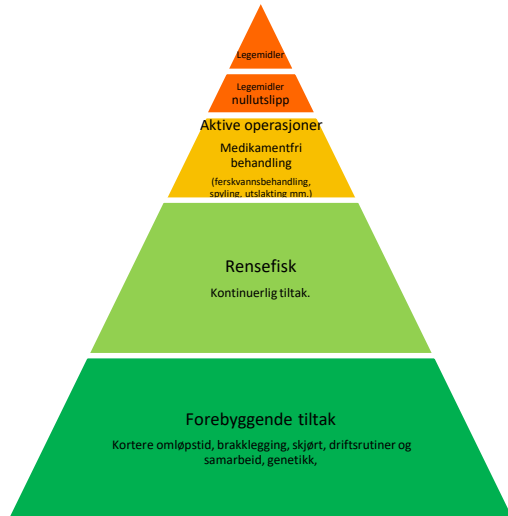 Legemidler
Legemidler
nullutslipp
Aktive operasjoner
Medikamentfri
behandling
(ferskvannsbehandling,
spyling, utslakting mm.)
Rensefisk
Kontinuerlig tiltak.
Forebyggende tiltak
Kortere omløpstid, brakklegging, skjørt, driftsrutiner og
samarbeid, genetikk,